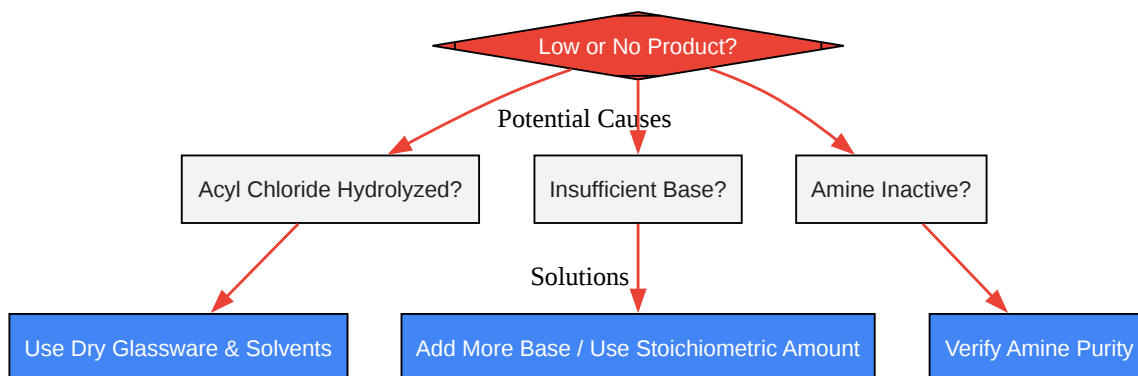 Low or No Product?
Potential Causes
Acyl Chloride Hydrolyzed?
Insufficient Base?
Amine Inactive?
Solutions
Use Dry Glassware & Solvents
Add More Base / Use Stoichiometric Amount
Verify Amine Purity